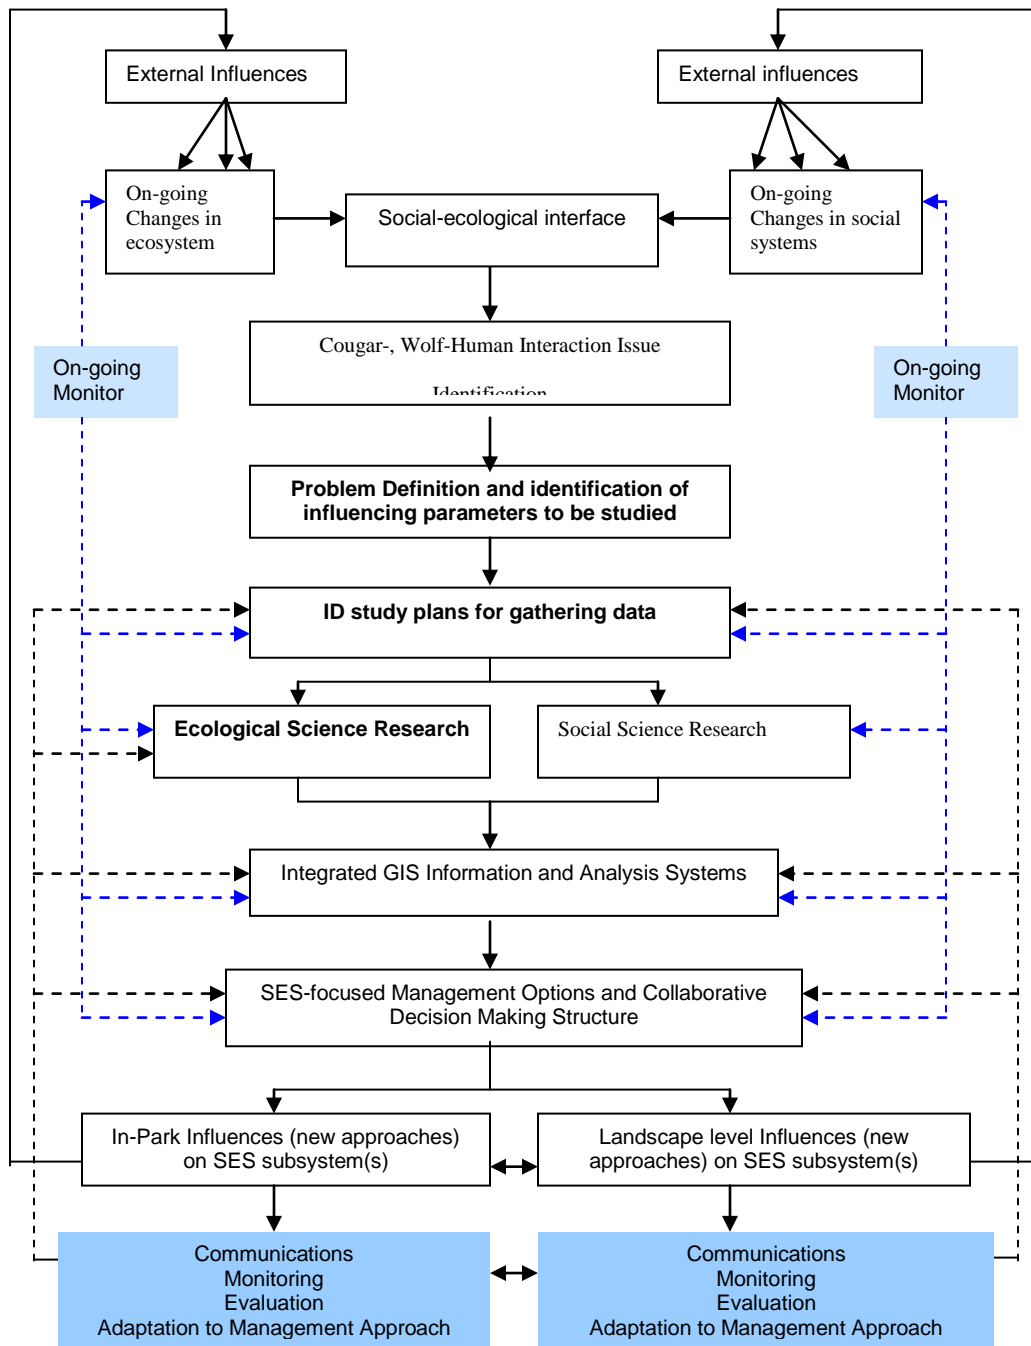 External Influences
External influences
On-going
Changes in
ecosystem
Social-ecological interface
On-going
Changes in social
systems
Cougar-, Wolf-Human Interaction Issue
Identification
On-going
Monitor
On-going
Monitor
Problem Definition and identification of
influencing parameters to be studied
ID study plans for gathering data
Ecological Science Research
Social Science Research
Integrated GIS Information and Analysis Systems
SES-focused Management Options and Collaborative
Decision Making Structure
In-Park Influences (new approaches)
on SES subsystem(s)
Landscape level Influences (new
approaches) on SES subsystem(s)
Communications
Monitoring
Evaluation
Adaptation to Management Approach
Communications
Monitoring
Evaluation
Adaptation to Management Approach